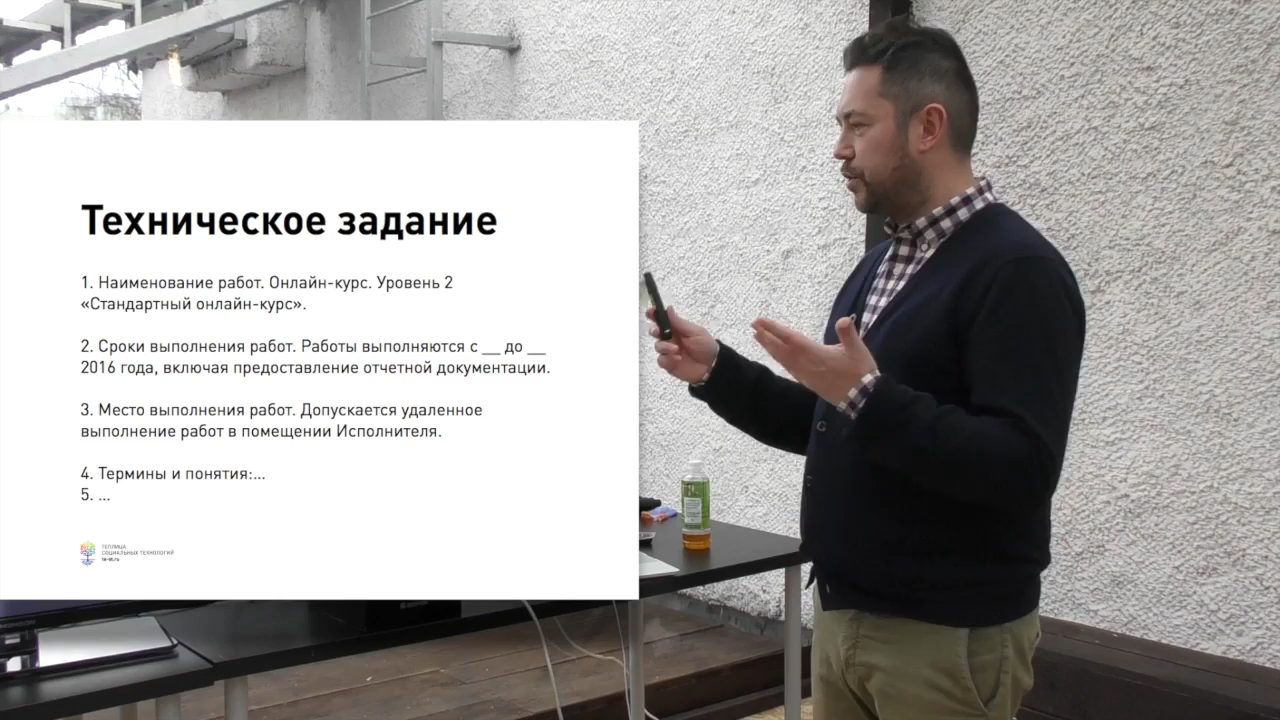 Техническое задание
1. Наименование работ. Онлайн-курс. Уровень 2
«Стандартный онлайн-курс».
2. Сроки выполнения работ. Работы выполняются с __ до __
2016 года, включая предоставление отчетной документации.
3. Место выполнения работ. Допускается удаленное
выполнение работ в помещении Исполнителя.
4. Термины и понятия:...
5. ...
ТЕПЛИЦА
СОЦИАЛЬНЫХ ТЕХНОЛОГИЙ
te-st.ru